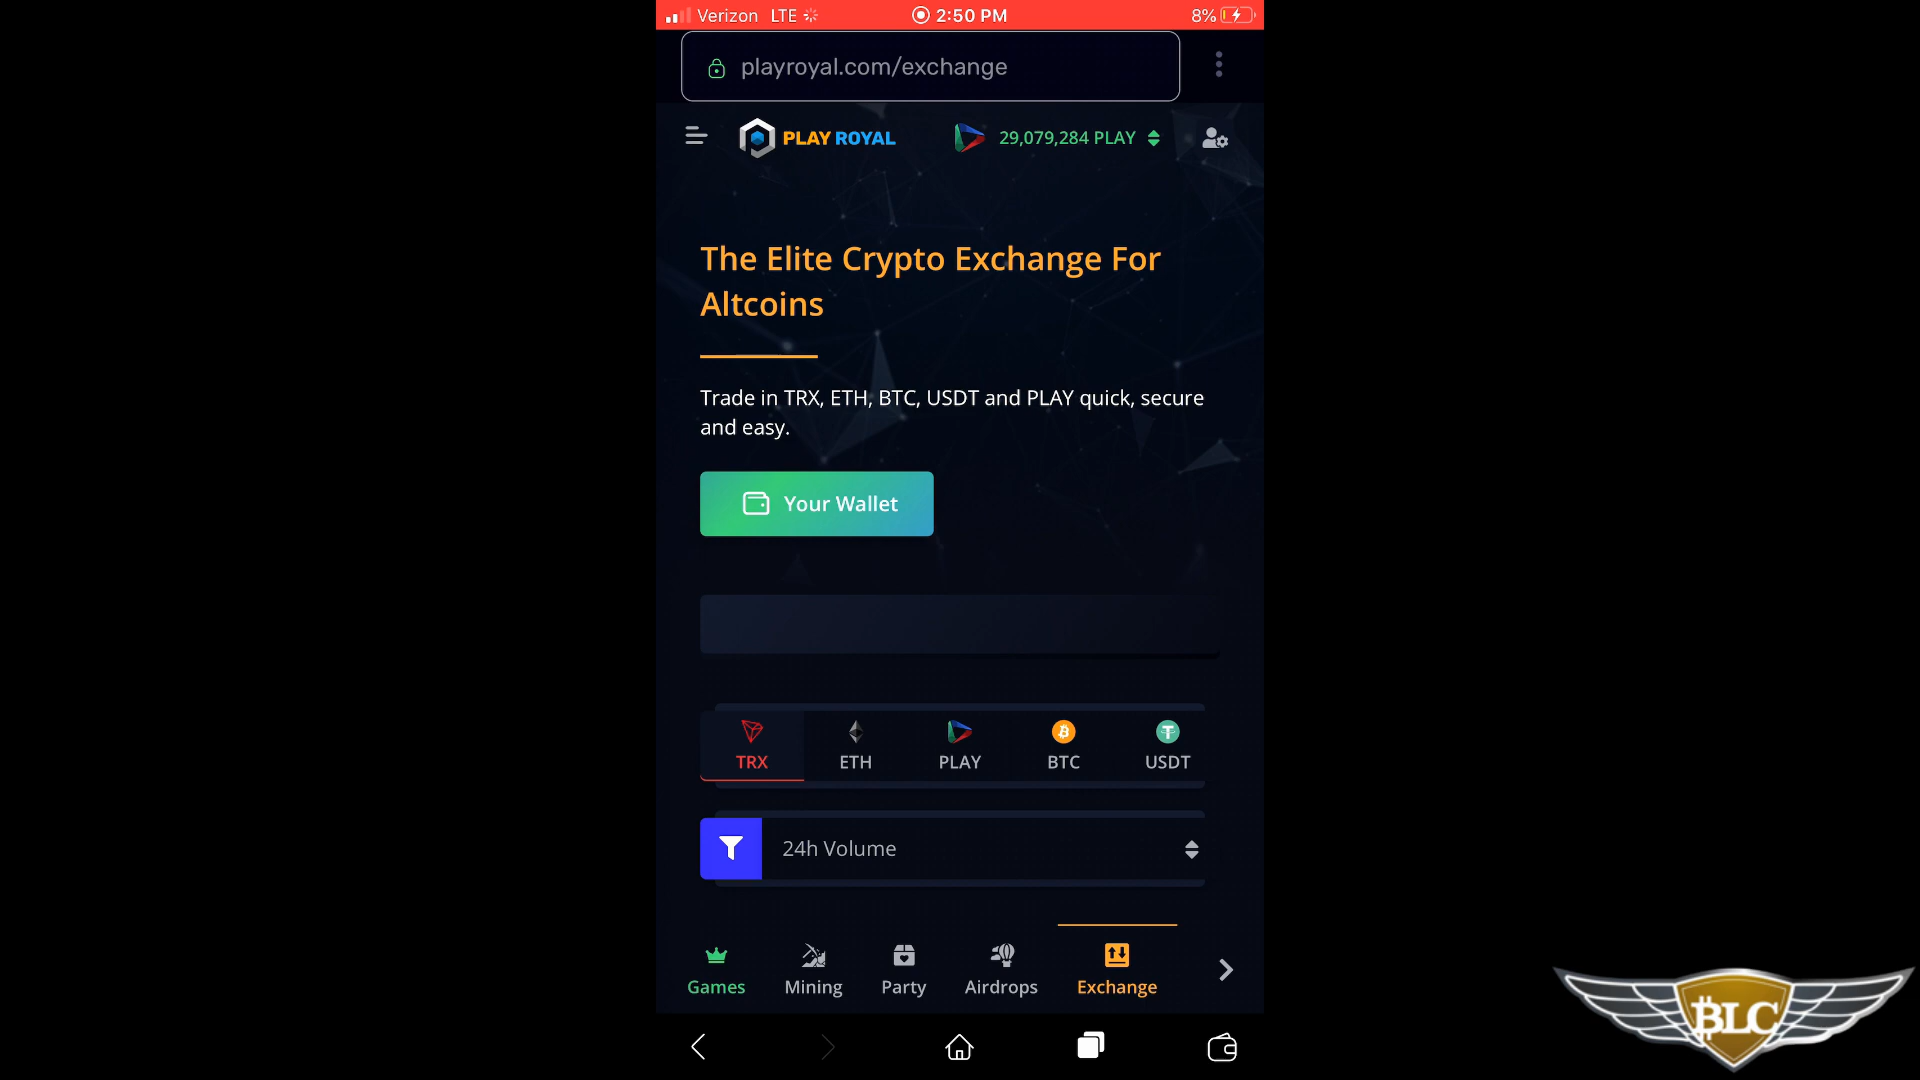 Verizon LTE 2:50 PM 8%
playroyal.com/exchange
PLAY ROYAL 29,079,284 PLAY
The Elite Crypto Exchange For
Altcoins
Trade in TRX, ETH, BTC, USDT and PLAY quick, secure
and easy.
Your Wallet
TRX ETH PLAY BTC USDT
24h Volume
Games Mining Party Airdrops Exchange
BLC